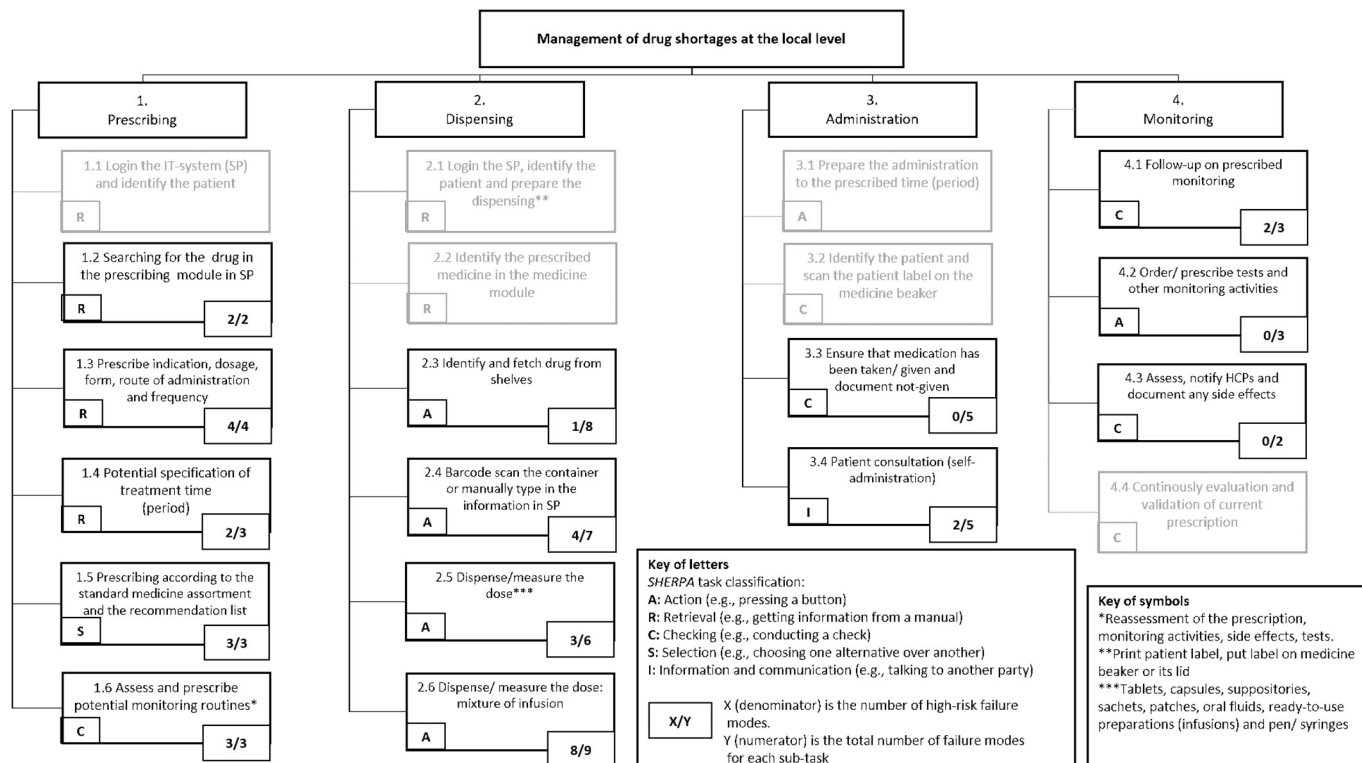 Management of drug shortages at the local level
1.
Prescribing
1.1 Login the IT-system (SP)
and identify the patient
R
1.2 Searching for the  drug in
the prescribing  module in SP
R
2/2
1.3 Prescribe indication, dosage,
form, route of administration
and frequency
R
4/4
1.4 Potential specification of
treatment time
(period)
R
2/3
1.5 Prescribing according to the
standard medicine assortment
and the recommendation list
S
3/3
1.6 Assess and prescribe
potential monitoring routines*
C
3/3
2.
Dispensing
2.1 Login the SP, identify the
patient and prepare the
dispensing**
R
2.2 Identify the prescribed
medicine in the medicine
module
R
2.3 Identify and fetch drug from
shelves
A
1/8
2.4 Barcode scan the container
or manually type in the
information in SP
A
4/7
2.5 Dispense/measure the
dose***
A
3/6
2.6 Dispense/ measure the dose:
mixture of infusion
A
8/9
3.
Administration
3.1 Prepare the administration
to the prescribed time (period)
A
3.2 Identify the patient and
scan the patient label on the
medicine beaker
C
3.3 Ensure that medication has
been taken/ given and
document not-given
C
0/5
3.4 Patient consultation (self-
administration)
I
2/5
4.
Monitoring
4.1 Follow-up on prescribed
monitoring
C
2/3
4.2 Order/ prescribe tests and
other monitoring activities
A
0/3
4.3 Assess, notify HCPs and
document any side effects
C
0/2
4.4 Continously evaluation and
validation of current
prescription
C
Key of letters
SHERPA task classification:
A: Action (e.g., pressing a button)
R: Retrieval (e.g., getting information from a manual)
C: Checking (e.g., conducting a check)
S: Selection (e.g., choosing one alternative over another)
I: Information and communication (e.g., talking to another party)
X/Y
X (denominator) is the number of high-risk failure
modes.
Y (numerator) is the total number of failure modes
for each sub-task
Key of symbols
*Reassessment of the prescription,
monitoring activities, side effects, tests.
**Print patient label, put label on medicine
beaker or its lid
***Tablets, capsules, suppositories,
sachets, patches, oral fluids, ready-to-use
preparations (infusions) and pen/ syringes